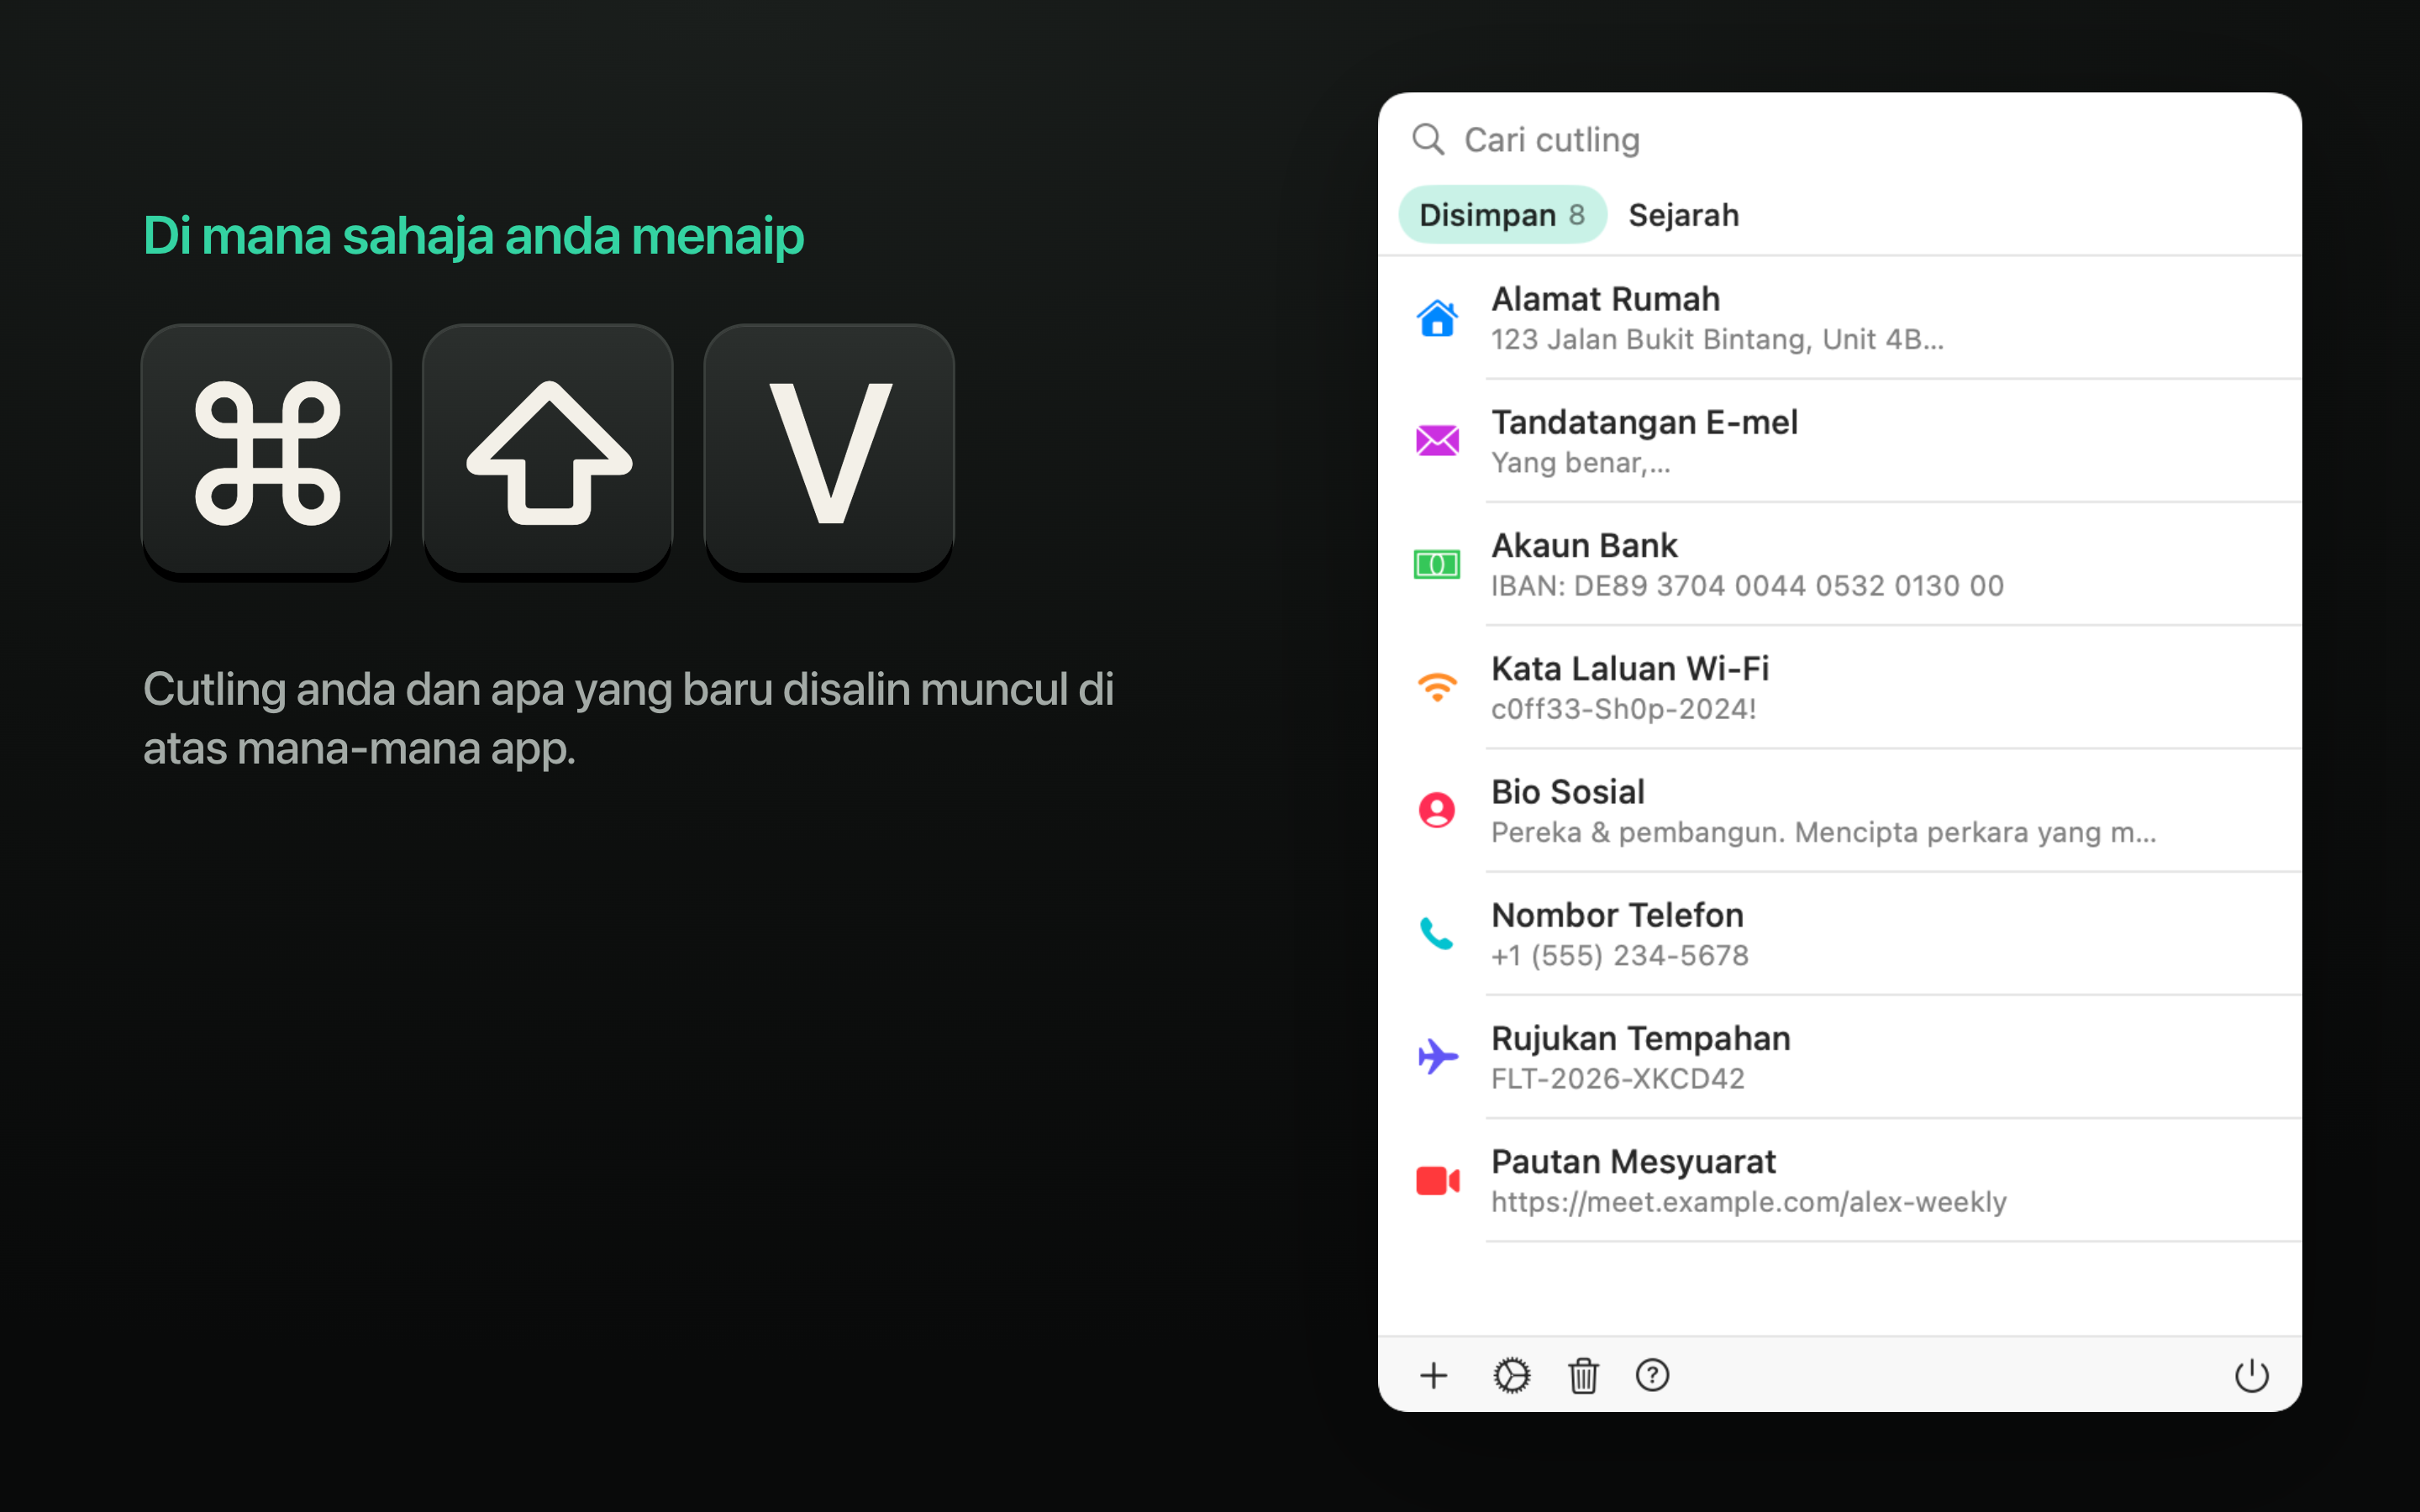 Di mana sahaja anda menaip
⌘ ⇧ V
Cutling anda dan apa yang baru disalin muncul di
atas mana-mana app.
Cari cutling
Disimpan 8 Sejarah
Alamat Rumah
123 Jalan Bukit Bintang, Unit 4B...
Tandatangan E-mel
Yang benar,...
Akaun Bank
IBAN: DE89 3704 0044 0532 0130 00
Kata Laluan Wi-Fi
c0ff33-Sh0p-2024!
Bio Sosial
Pereka & pembangun. Mencipta perkara yang m...
Nombor Telefon
+1 (555) 234-5678
Rujukan Tempahan
FLT-2026-XKCD42
Pautan Mesyuarat
https://meet.example.com/alex-weekly